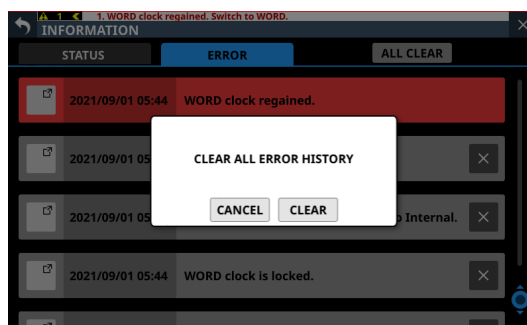 1 1. WORD clock regained. Switch to WORD.
INFORMATION
STATUS ERROR ALL CLEAR
2021/09/01 05:44 WORD clock regained.
2021/09/01 05
CLEAR ALL ERROR HISTORY
2021/09/01 05 o Internal.
CANCEL CLEAR
2021/09/01 05:44 WORD clock is locked.